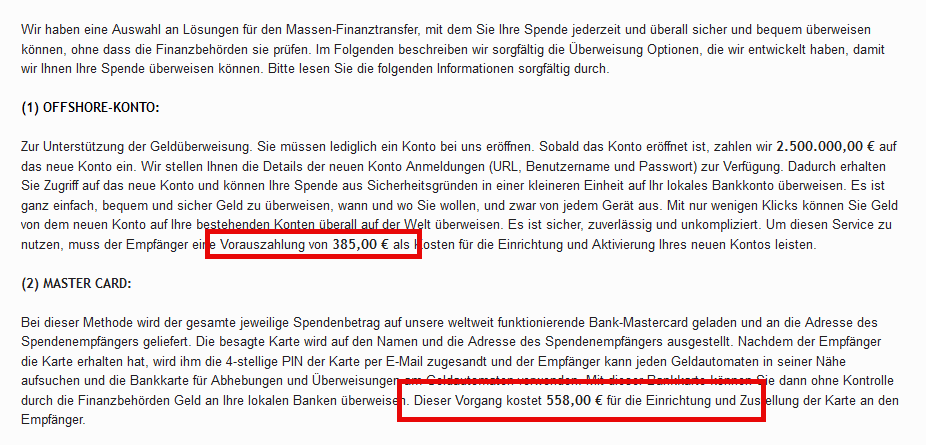 Wir haben eine Auswahl an Lösungen für den Massen-Finanztransfer, mit dem Sie Ihre Spende jederzeit und überall sicher und bequem überweisen
können, ohne dass die Finanzbehörden sie prüfen. Im Folgenden beschreiben wir sorgfältig die Überweisung Optionen, die wir entwickelt haben, damit
wir Ihnen Ihre Spende überweisen können. Bitte lesen Sie die folgenden Informationen sorgfältig durch.
(1) OFFSHORE-KONTO:
Zur Unterstützung der Geldüberweisung. Sie müssen lediglich ein Konto bei uns eröffnen. Sobald das Konto eröffnet ist, zahlen wir 2.500.000,00 € auf
das neue Konto ein. Wir stellen Ihnen die Details der neuen Konto Anmeldungen (URL, Benutzername und Passwort) zur Verfügung. Dadurch erhalten
Sie Zugriff auf das neue Konto und können Ihre Spende aus Sicherheitsgründen in einer kleineren Einheit auf Ihr lokales Bankkonto überweisen. Es ist
ganz einfach, bequem und sicher Geld zu überweisen, wann und wo Sie wollen, und zwar von jedem Gerät aus. Mit nur wenigen Klicks können Sie Geld
von dem neuen Konto auf Ihre bestehenden Konten überall auf der Welt überweisen. Es ist sicher, zuverlässig und unkompliziert. Um diesen Service zu
nutzen, muss der Empfänger eine Vorauszahlung von 385,00 € als Kosten für die Einrichtung und Aktivierung Ihres neuen Kontos leisten.
(2) MASTER CARD:
Bei dieser Methode wird der gesamte jeweilige Spendenbetrag auf unsere weltweit funktionierende Bank-Mastercard geladen und an die Adresse des
Spendenempfängers geliefert. Die besagte Karte wird auf den Namen und die Adresse des Spendenempfängers ausgestellt. Nachdem der Empfänger
die Karte erhalten hat, wird ihm die 4-stellige PIN der Karte per E-Mail zugesandt und der Empfänger kann jeden Geldautomaten in seiner Nähe
aufsuchen und die Bankkarte für Abhebungen und Überweisungen am Geldautomaten verwenden. Mit dieser Bankkarte können Sie dann ohne Kontrolle
durch die Finanzbehörden Geld an Ihre lokalen Banken überweisen. Dieser Vorgang kostet 558,00 € für die Einrichtung und Zustellung der Karte an den
Empfänger.